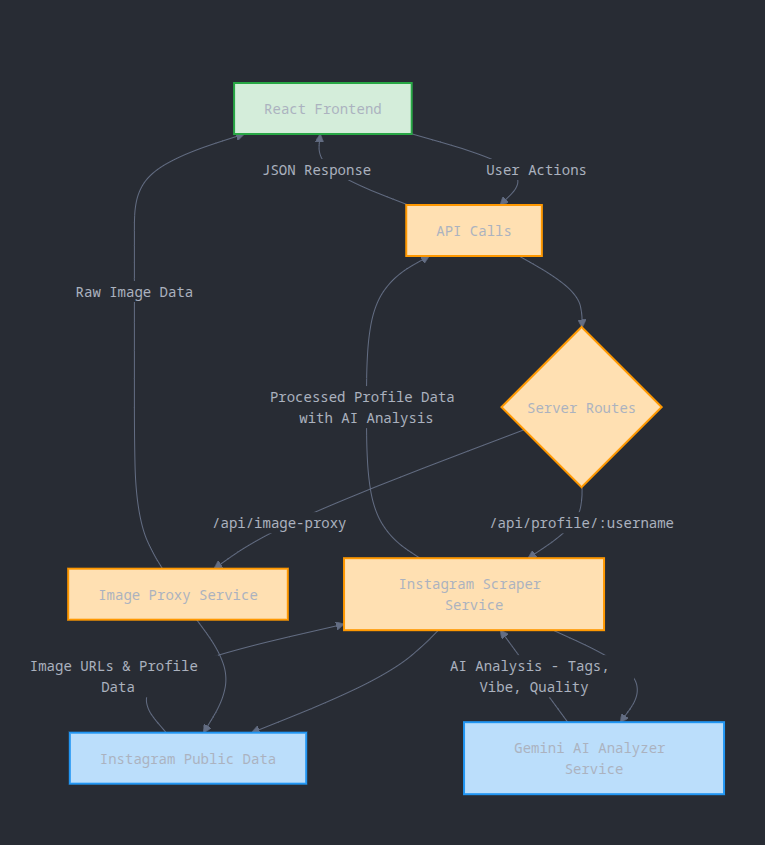 React Frontend
JSON Response
User Actions
API Calls
Raw Image Data
Processed Profile Data
with AI Analysis
Server Routes
/api/image-proxy
/api/profile/:username
Image Proxy Service
Instagram Scraper
Service
Image URLs & Profile
Data
AI Analysis - Tags,
Vibe, Quality
Instagram Public Data
Gemini AI Analyzer
Service